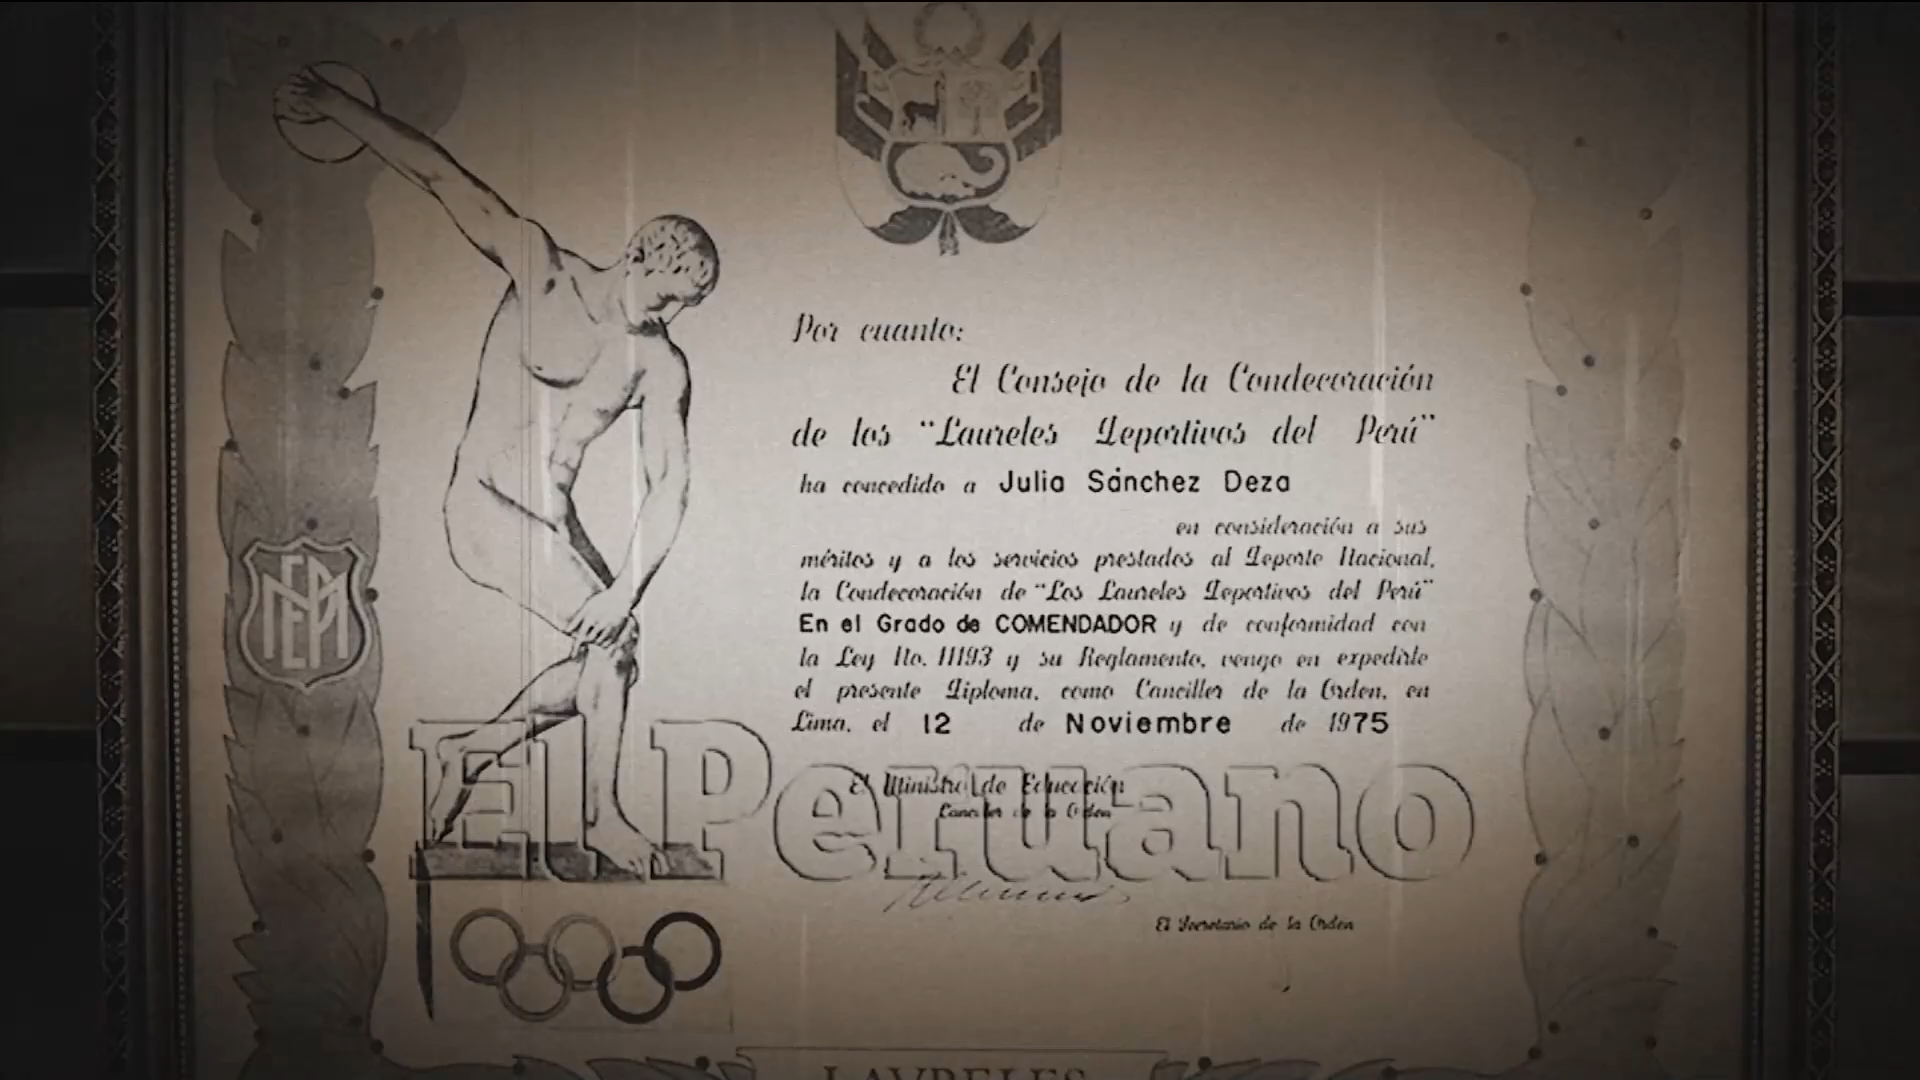 Por cuanto:
El Consejo de la Condecoración
de los "Laureles Deportivos del Perú"
ha concedido a Julia Sánchez Deza
en consideración a sus
méritos y a los servicios prestados al Deporte Nacional,
la Condecoración de "Los Laureles Deportivos del Perú"
En el Grado de COMENDADOR y de conformidad con
la Ley No. 11193 y su Reglamento, vengo en expedirle
el presente Diploma, como Canciller de la Orden, en
Lima, el 12 de Noviembre de 1975
El Ministro de Educación
Canciller de la Orden
El Peruano
El Secretario de la Orden
LAVRELES